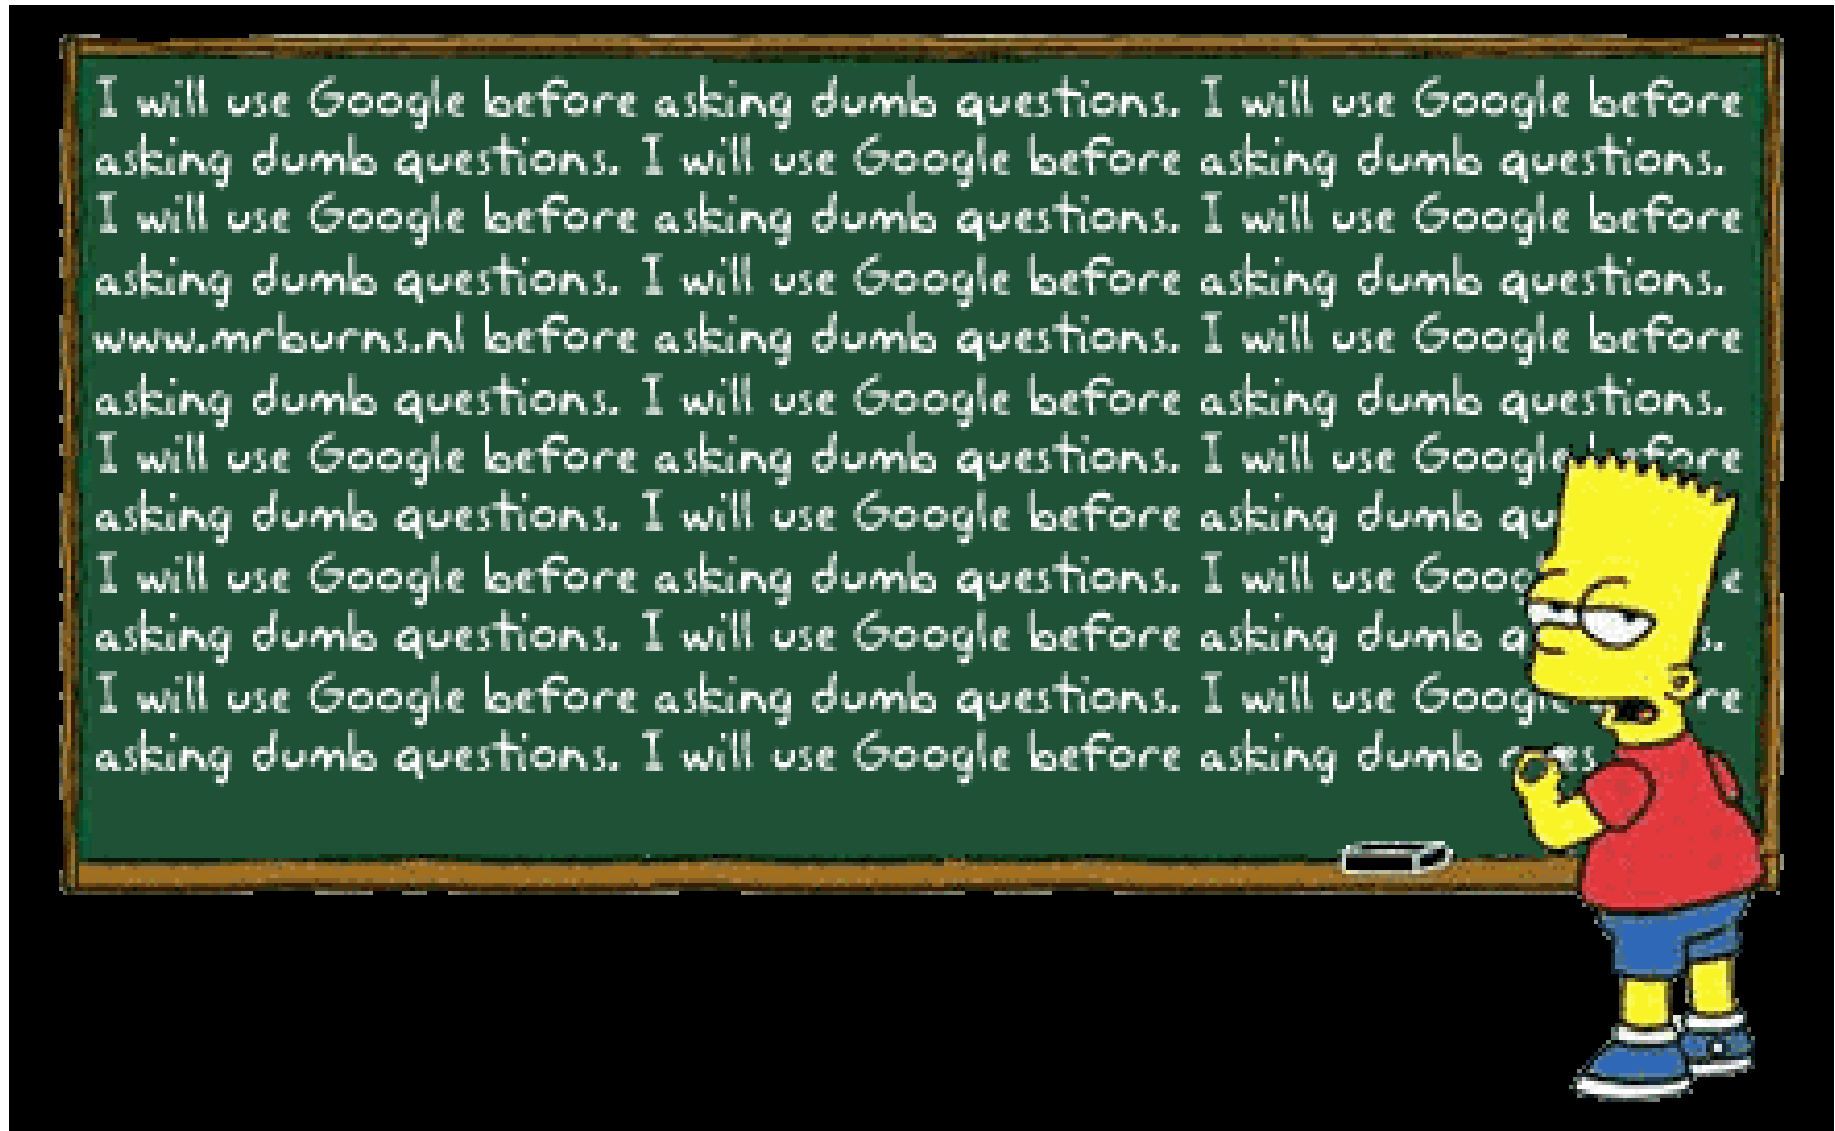 I will use Google before asking dumb questions. I will use Google before
asking dumb questions. I will use Google before asking dumb questions.
I will use Google before asking dumb questions. I will use Google before
asking dumb questions. I will use Google before asking dumb questions.
www.mrburns.nl before asking dumb questions. I will use Google before
asking dumb questions. I will use Google before asking dumb questions.
I will use Google before asking dumb questions. I will use Google before
asking dumb questions. I will use Google before asking dumb qu
I will use Google before asking dumb questions. I will use Goog e
asking dumb questions. I will use Google before asking dumb q s.
I will use Google before asking dumb questions. I will use Googl re
asking dumb questions. I will use Google before asking dumb es